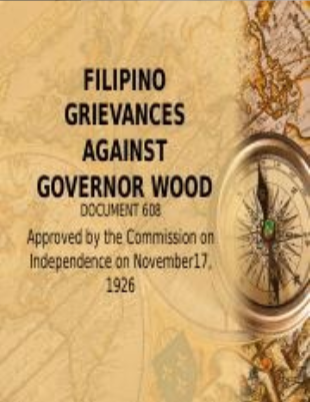 FILIPINO
GRIEVANCES
AGAINST
GOVERNOR WOOD
DOCUMENT 608
Approved by the Commission on
Independence on November17,
1926